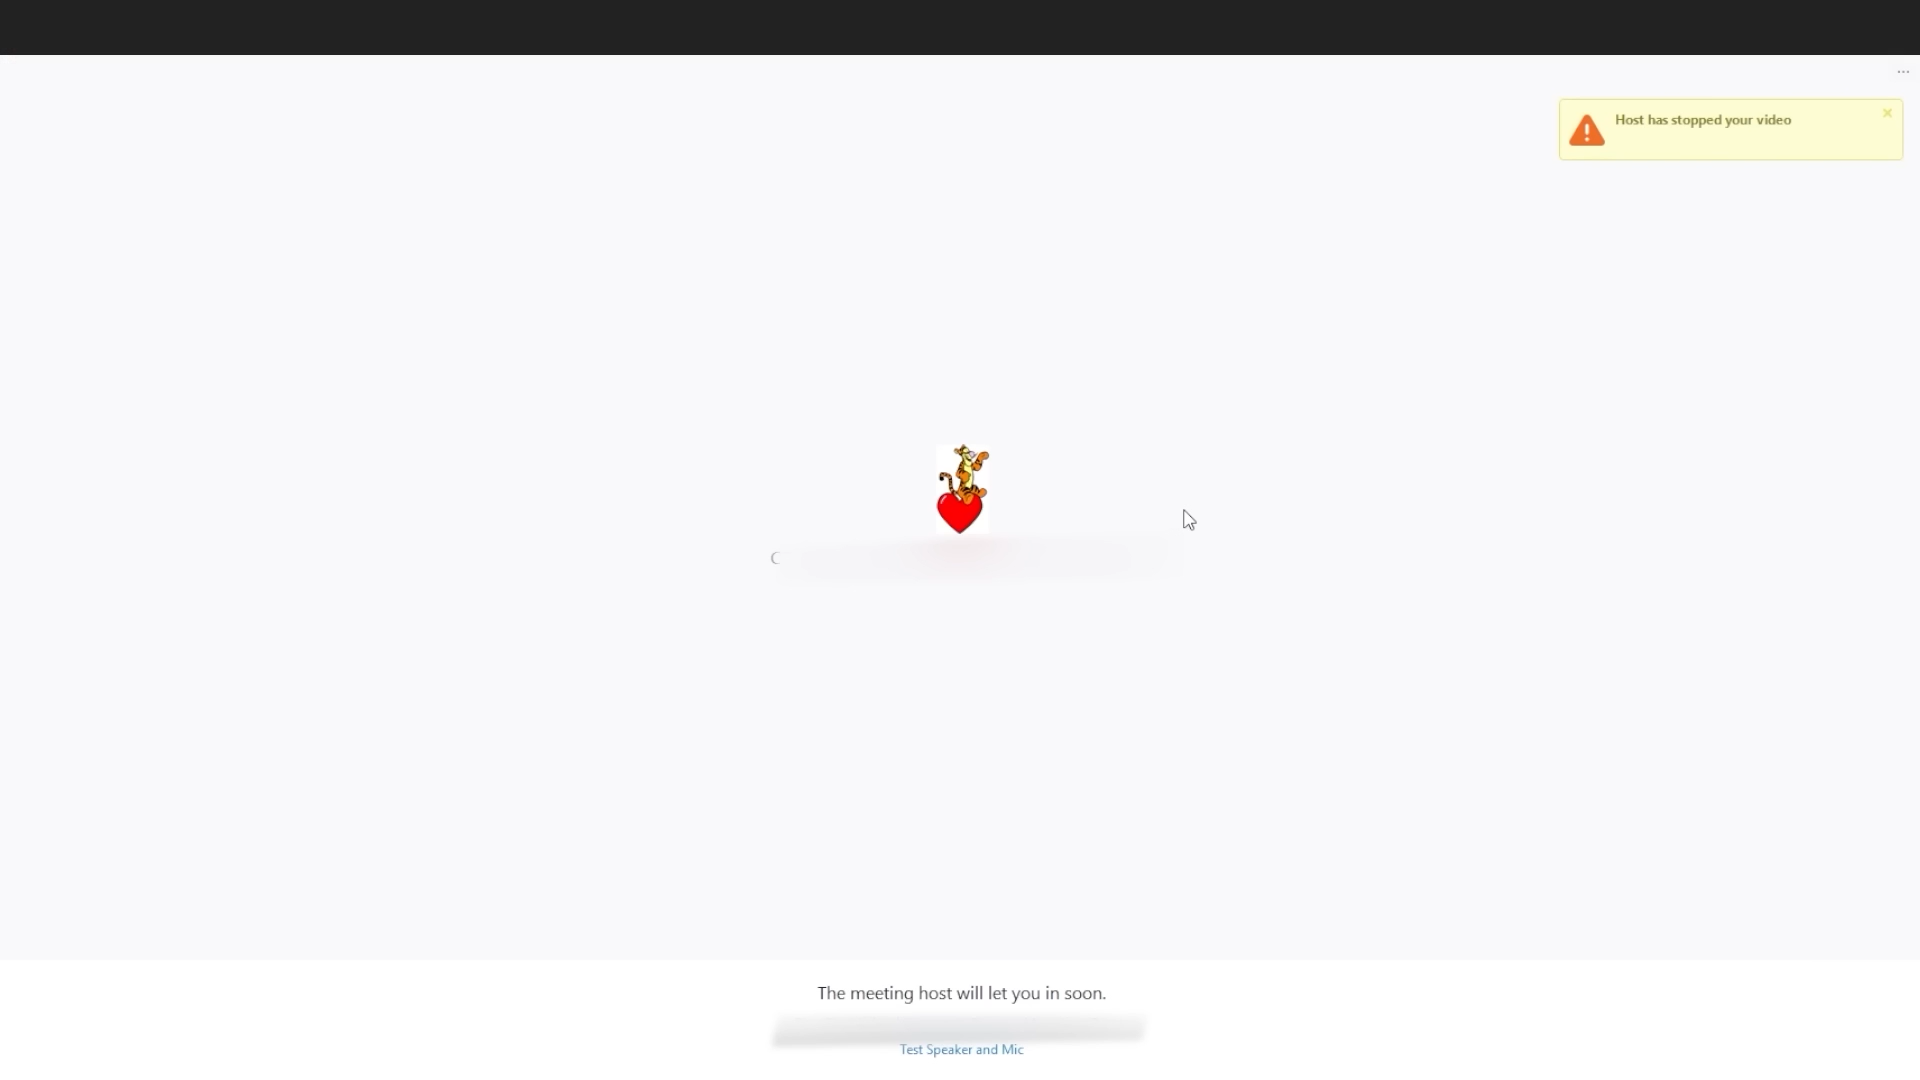 Host has stopped your video
The meeting host will let you in soon.
Test Speaker and Mic